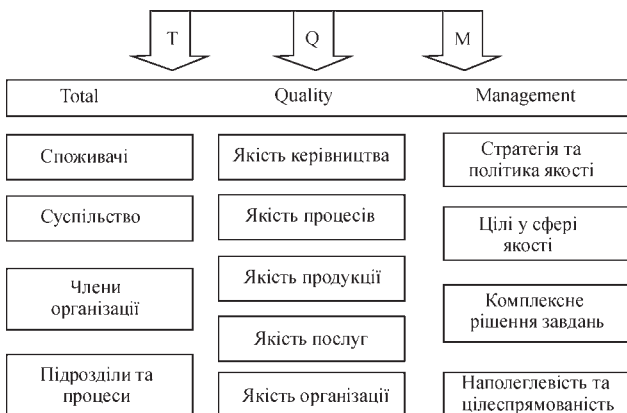 T Q M
Total Quality Management
Споживачі
Суспільство
Члени
організації
Підрозділи та
процеси
Якість керівництва
Якість процесів
Якість продукції
Якість послуг
Якість організації
Стратегія та
політика якості
Цілі у сфері
якості
Комплексне
рішення завдань
Наполеглевість та
цілеспрямованість